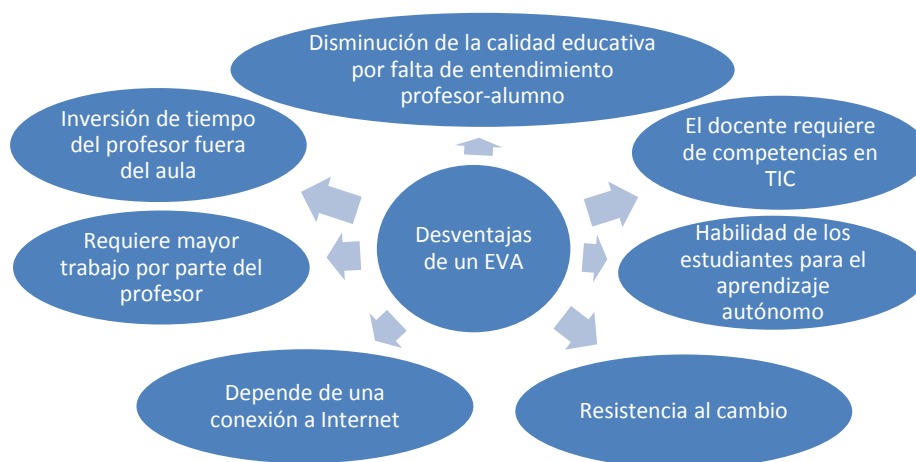 Disminución de la calidad educativa
por falta de entendimiento
profesor-alumno
Inversión de tiempo
del profesor fuera
del aula
El docente requiere
de competencias en
TIC
Desventajas
de un EVA
Requiere mayor
trabajo por parte del
profesor
Habilidad de los
estudiantes para el
aprendizaje
autónomo
Depende de una
conexión a Internet
Resistencia al cambio